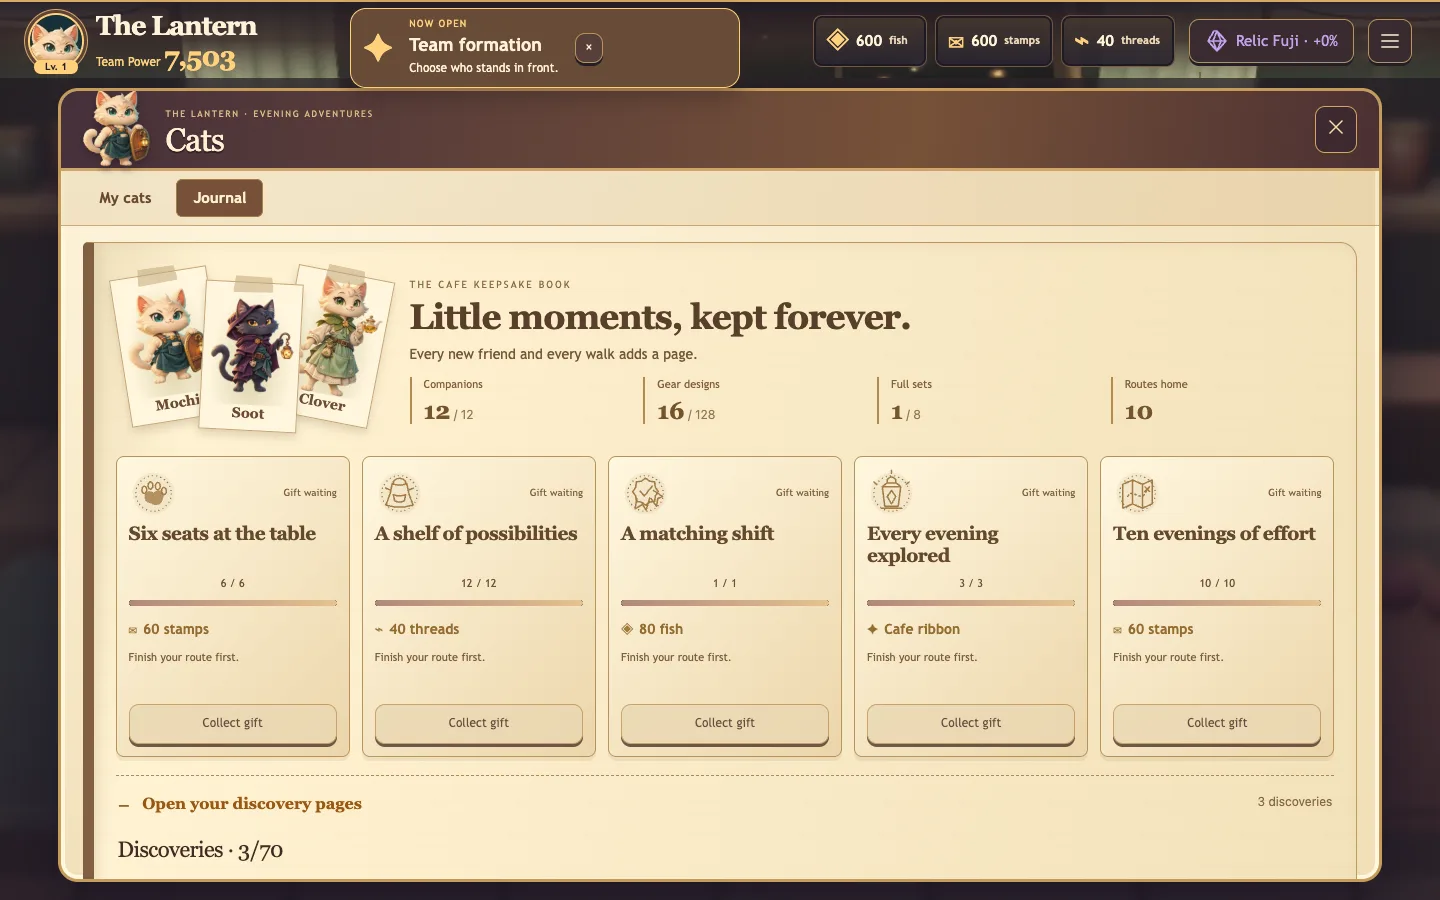 The Lantern
Team Power 7,503
Lv. 1
NOW OPEN
Team formation
Choose who stands in front.
×
600 fish
600 stamps
40 threads
Relic Fuji · +0%
THE LANTERN · EVENING ADVENTURES
Cats
My cats
Journal
Mochi
Soot
Clover
THE CAFE KEEPSAKE BOOK
Little moments, kept forever.
Every new friend and every walk adds a page.
Companions
12 / 12
Gear designs
16 / 128
Full sets
1 / 8
Routes home
10
Gift waiting
Six seats at the table
6 / 6
60 stamps
Finish your route first.
Collect gift
Gift waiting
A shelf of possibilities
12 / 12
40 threads
Finish your route first.
Collect gift
Gift waiting
A matching shift
1 / 1
80 fish
Finish your route first.
Collect gift
Gift waiting
Every evening
explored
3 / 3
Cafe ribbon
Finish your route first.
Collect gift
Gift waiting
Ten evenings of effort
10 / 10
60 stamps
Finish your route first.
Collect gift
– Open your discovery pages
3 discoveries
Discoveries · 3/70